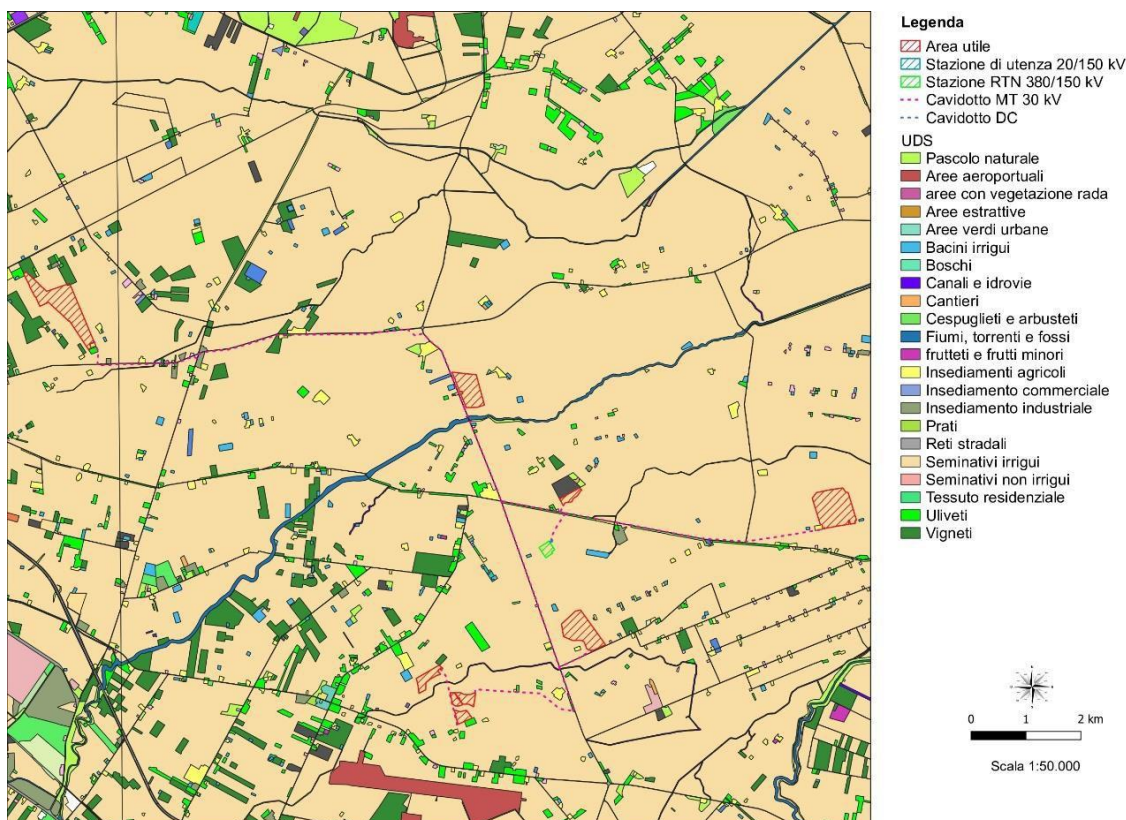 Legenda
Area utile
Stazione di utenza 20/150 kV
Stazione RTN 380/150 kV
Cavidotto MT 30 kV
Cavidotto DC
UDS
Pascolo naturale
Aree aeroportuali
aree con vegetazione rada
Aree estrattive
Aree verdi urbane
Bacini irrigui
Boschi
Canali e idrovie
Cantieri
Cespuglieti e arbusteti
Fiumi, torrenti e fossi
frutteti e frutti minori
Insediamenti agricoli
Insediamento commerciale
Insediamento industriale
Prati
Reti stradali
Seminativi irrigui
Seminativi non irrigui
Tessuto residenziale
Uliveti
Vigneti
0 1 2 km
Scala 1:50.000